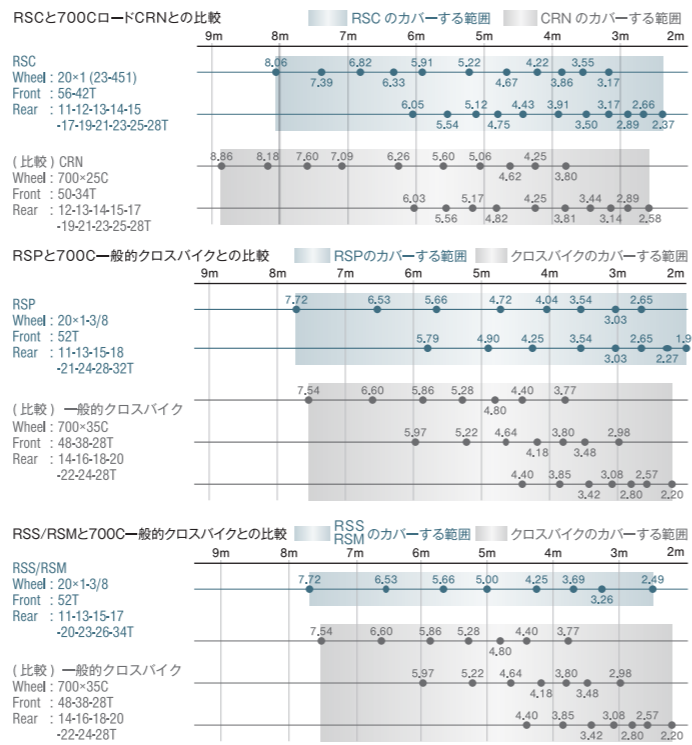 RSCと700CロードCRNとの比較 RSC のカバーする範囲 CRN のカバーする範囲
9m 8m 7m 6m 5m 4m 3m 2m
RSC
Wheel : 20×1 (23-451)
Front : 56-42T
Rear : 11-12-13-14-15
-17-19-21-23-25-28T
8.06 6.82 5.91 5.22 4.22 3.55
7.39 6.33 4.67 3.86 3.17
6.05 5.12 4.43 3.91 3.17 2.66
5.54 4.75 3.50 2.89 2.37
( 比較 ) CRN
Wheel : 700×25C
Front : 50-34T
Rear : 12-13-14-15-17
-19-21-23-25-28T
8.86 8.18 7.60 7.09 6.26 5.60 5.06 4.25
4.62 3.80
6.03 5.17 4.25 3.44 2.89
5.56 4.82 3.81 3.14 2.58
RSPと700C一般的クロスバイクとの比較 RSPのカバーする範囲 クロスバイクのカバーする範囲
9m 8m 7m 6m 5m 4m 3m 2m
RSP
Wheel : 20×1-3/8
Front : 52T
Rear : 11-13-15-18
-21-24-28-32T
7.72 6.53 5.66 4.72 4.04 3.54 2.65
3.03
5.79 4.90 4.25 3.54 2.65 1.9
3.03 2.27
( 比較 ) 一般的クロスバイク
Wheel : 700×35C
Front : 48-38-28T
Rear : 14-16-18-20
-22-24-28T
7.54 6.60 5.86 5.28 4.40 3.77
4.80
5.97 5.22 4.64 3.80 2.98
4.18 3.48
4.40 3.85 3.08 2.57
3.42 2.80 2.20
RSS/RSMと700C一般的クロスバイクとの比較 RSS RSM のカバーする範囲 クロスバイクのカバーする範囲
9m 8m 7m 6m 5m 4m 3m 2m
RSS/RSM
Wheel : 20×1-3/8
Front : 52T
Rear : 11-13-15-17
-20-23-26-34T
7.72 6.53 5.66 5.00 4.25 3.69 2.49
3.26
( 比較 ) 一般的クロスバイク
Wheel : 700×35C
Front : 48-38-28T
Rear : 14-16-18-20
-22-24-28T
7.54 6.60 5.86 5.28 4.40 3.77
4.80
5.97 5.22 4.64 3.80 2.98
4.18 3.48
4.40 3.85 3.08 2.57
3.42 2.80 2.20